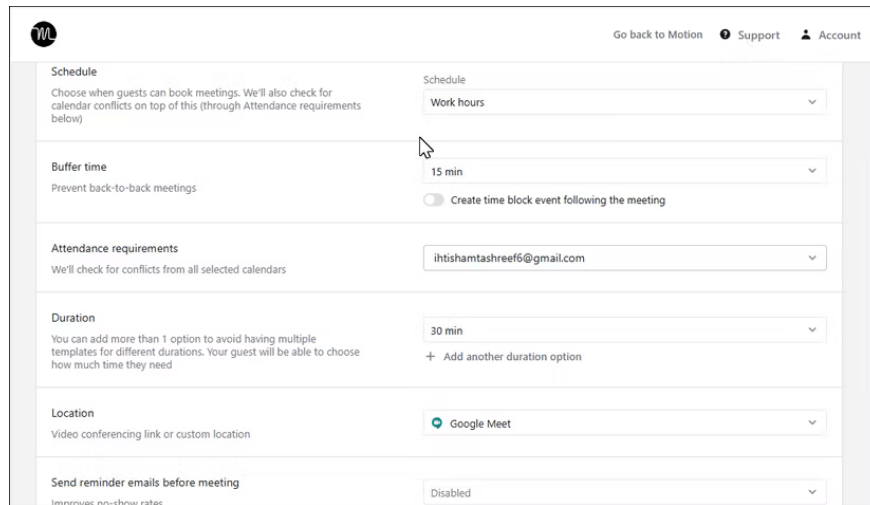 Go back to Motion Support Account
Schedule
Choose when guests can book meetings. We'll also check for
calendar conflicts on top of this (through Attendance requirements
below)
Schedule
Work hours
Buffer time
Prevent back-to-back meetings
15 min
Create time block event following the meeting
Attendance requirements
We'll check for conflicts from all selected calendars
ihtishamtashreef6@gmail.com
Duration
You can add more than 1 option to avoid having multiple
templates for different durations. Your guest will be able to choose
how much time they need
30 min
+ Add another duration option
Location
Video conferencing link or custom location
Google Meet
Send reminder emails before meeting
Improves no-show rates
Disabled